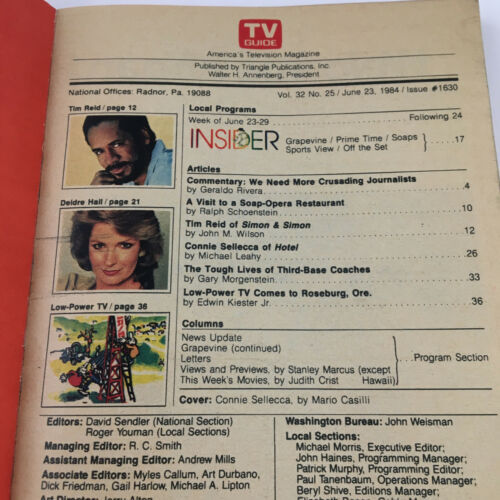 TV
GUIDE
America's Television Magazine
Published by Triangle Publications, Inc.
Walter H. Annenberg, President
National Offices: Radnor, Pa. 19088
Vol. 32 No. 25 / June 23, 1984 / Issue #1630
Tim Reid / page 12
Deidre Hall / page 21
Low-Power TV / page 36
Local Programs
Week of June 23-29 Following 24
INSIDER
Grapevine / Prime Time / Soaps
Sports View / Off the Set
}....17
Articles
Commentary: We Need More Crusading Journalists
by Geraldo Rivera 4
A Visit to a Soap-Opera Restaurant
by Ralph Schoenstein 10
Tim Reid of Simon & Simon
by John M. Wilson 12
Connie Sellecca of Hotel
by Michael Leahy 26
The Tough Lives of Third-Base Coaches
by Gary Morgenstein 33
Low-Power TV Comes to Roseburg, Ore.
by Edwin Kiester Jr. 36
Columns
News Update
Grapevine (continued)
Letters
Views and Previews, by Stanley Marcus (except
This Week's Movies, by Judith Crist Hawaii)
}...Program Section
Cover: Connie Sellecca, by Mario Casilli
Editors: David Sendler (National Section)
Roger Youman (Local Sections)
Managing Editor: R. C. Smith
Assistant Managing Editor: Andrew Mills
Associate Editors: Myles Callum, Art Durbano,
Dick Friedman, Gail Harlow, Michael A. Lipton
Art Director: Jerry Alten
Washington Bureau: John Weisman
Local Sections:
Michael Morris, Executive Editor;
John Haines, Programming Manager;
Patrick Murphy, Programming Editor;
Paul Tanenbaum, Operations Manager;
Beryl Shive, Editions Manager;